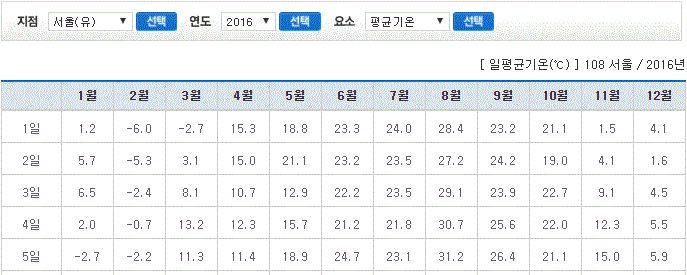 지점 서울(유) 선택 연도 2016 선택 요소 평균기온 선택
[ 일평균기온(℃) ] 108 서울 / 2016년
1월 2월 3월 4월 5월 6월 7월 8월 9월 10월 11월 12월
1일 1.2 -6.0 -2.7 15.3 18.8 23.3 24.0 28.4 23.2 21.1 1.5 4.1
2일 5.7 -5.3 3.1 15.0 21.1 23.2 23.5 27.2 24.2 19.0 4.1 1.6
3일 6.5 -2.4 8.1 10.7 12.9 22.2 23.5 29.1 23.9 22.7 9.1 4.5
4일 2.0 -0.7 13.2 12.3 15.7 21.2 21.8 30.7 25.6 22.0 12.3 5.5
5일 -2.7 -2.2 11.3 11.4 18.9 24.7 23.1 31.2 26.4 21.1 15.0 5.9